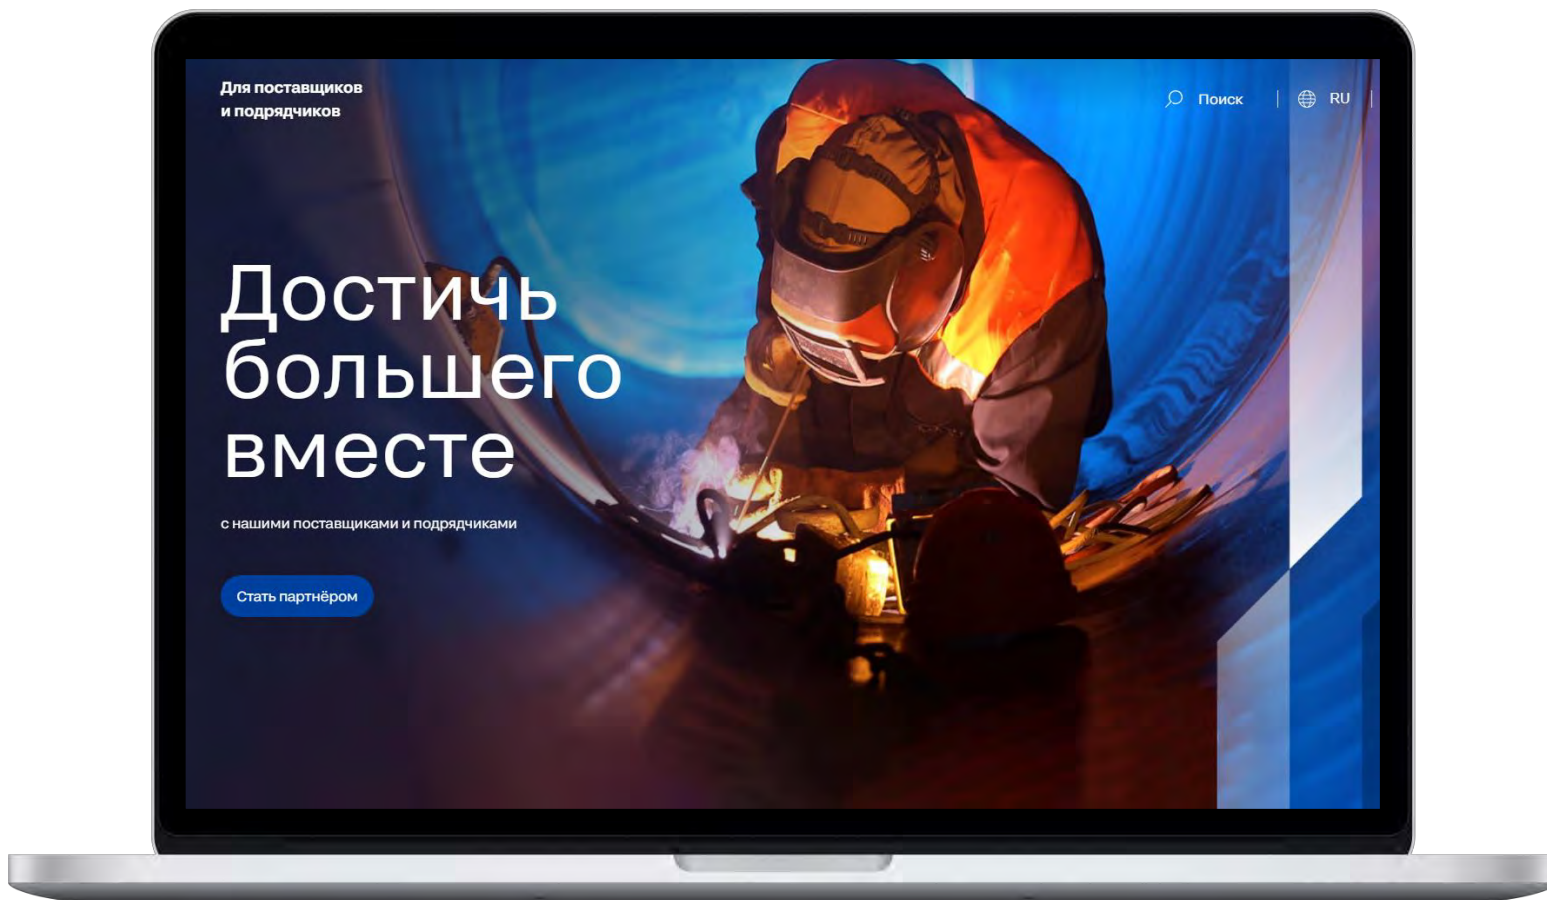 Для поставщиков
и подрядчиков
Поиск
RU
Достичь
большего
вместе
с нашими поставщиками и подрядчиками
Стать партнёром